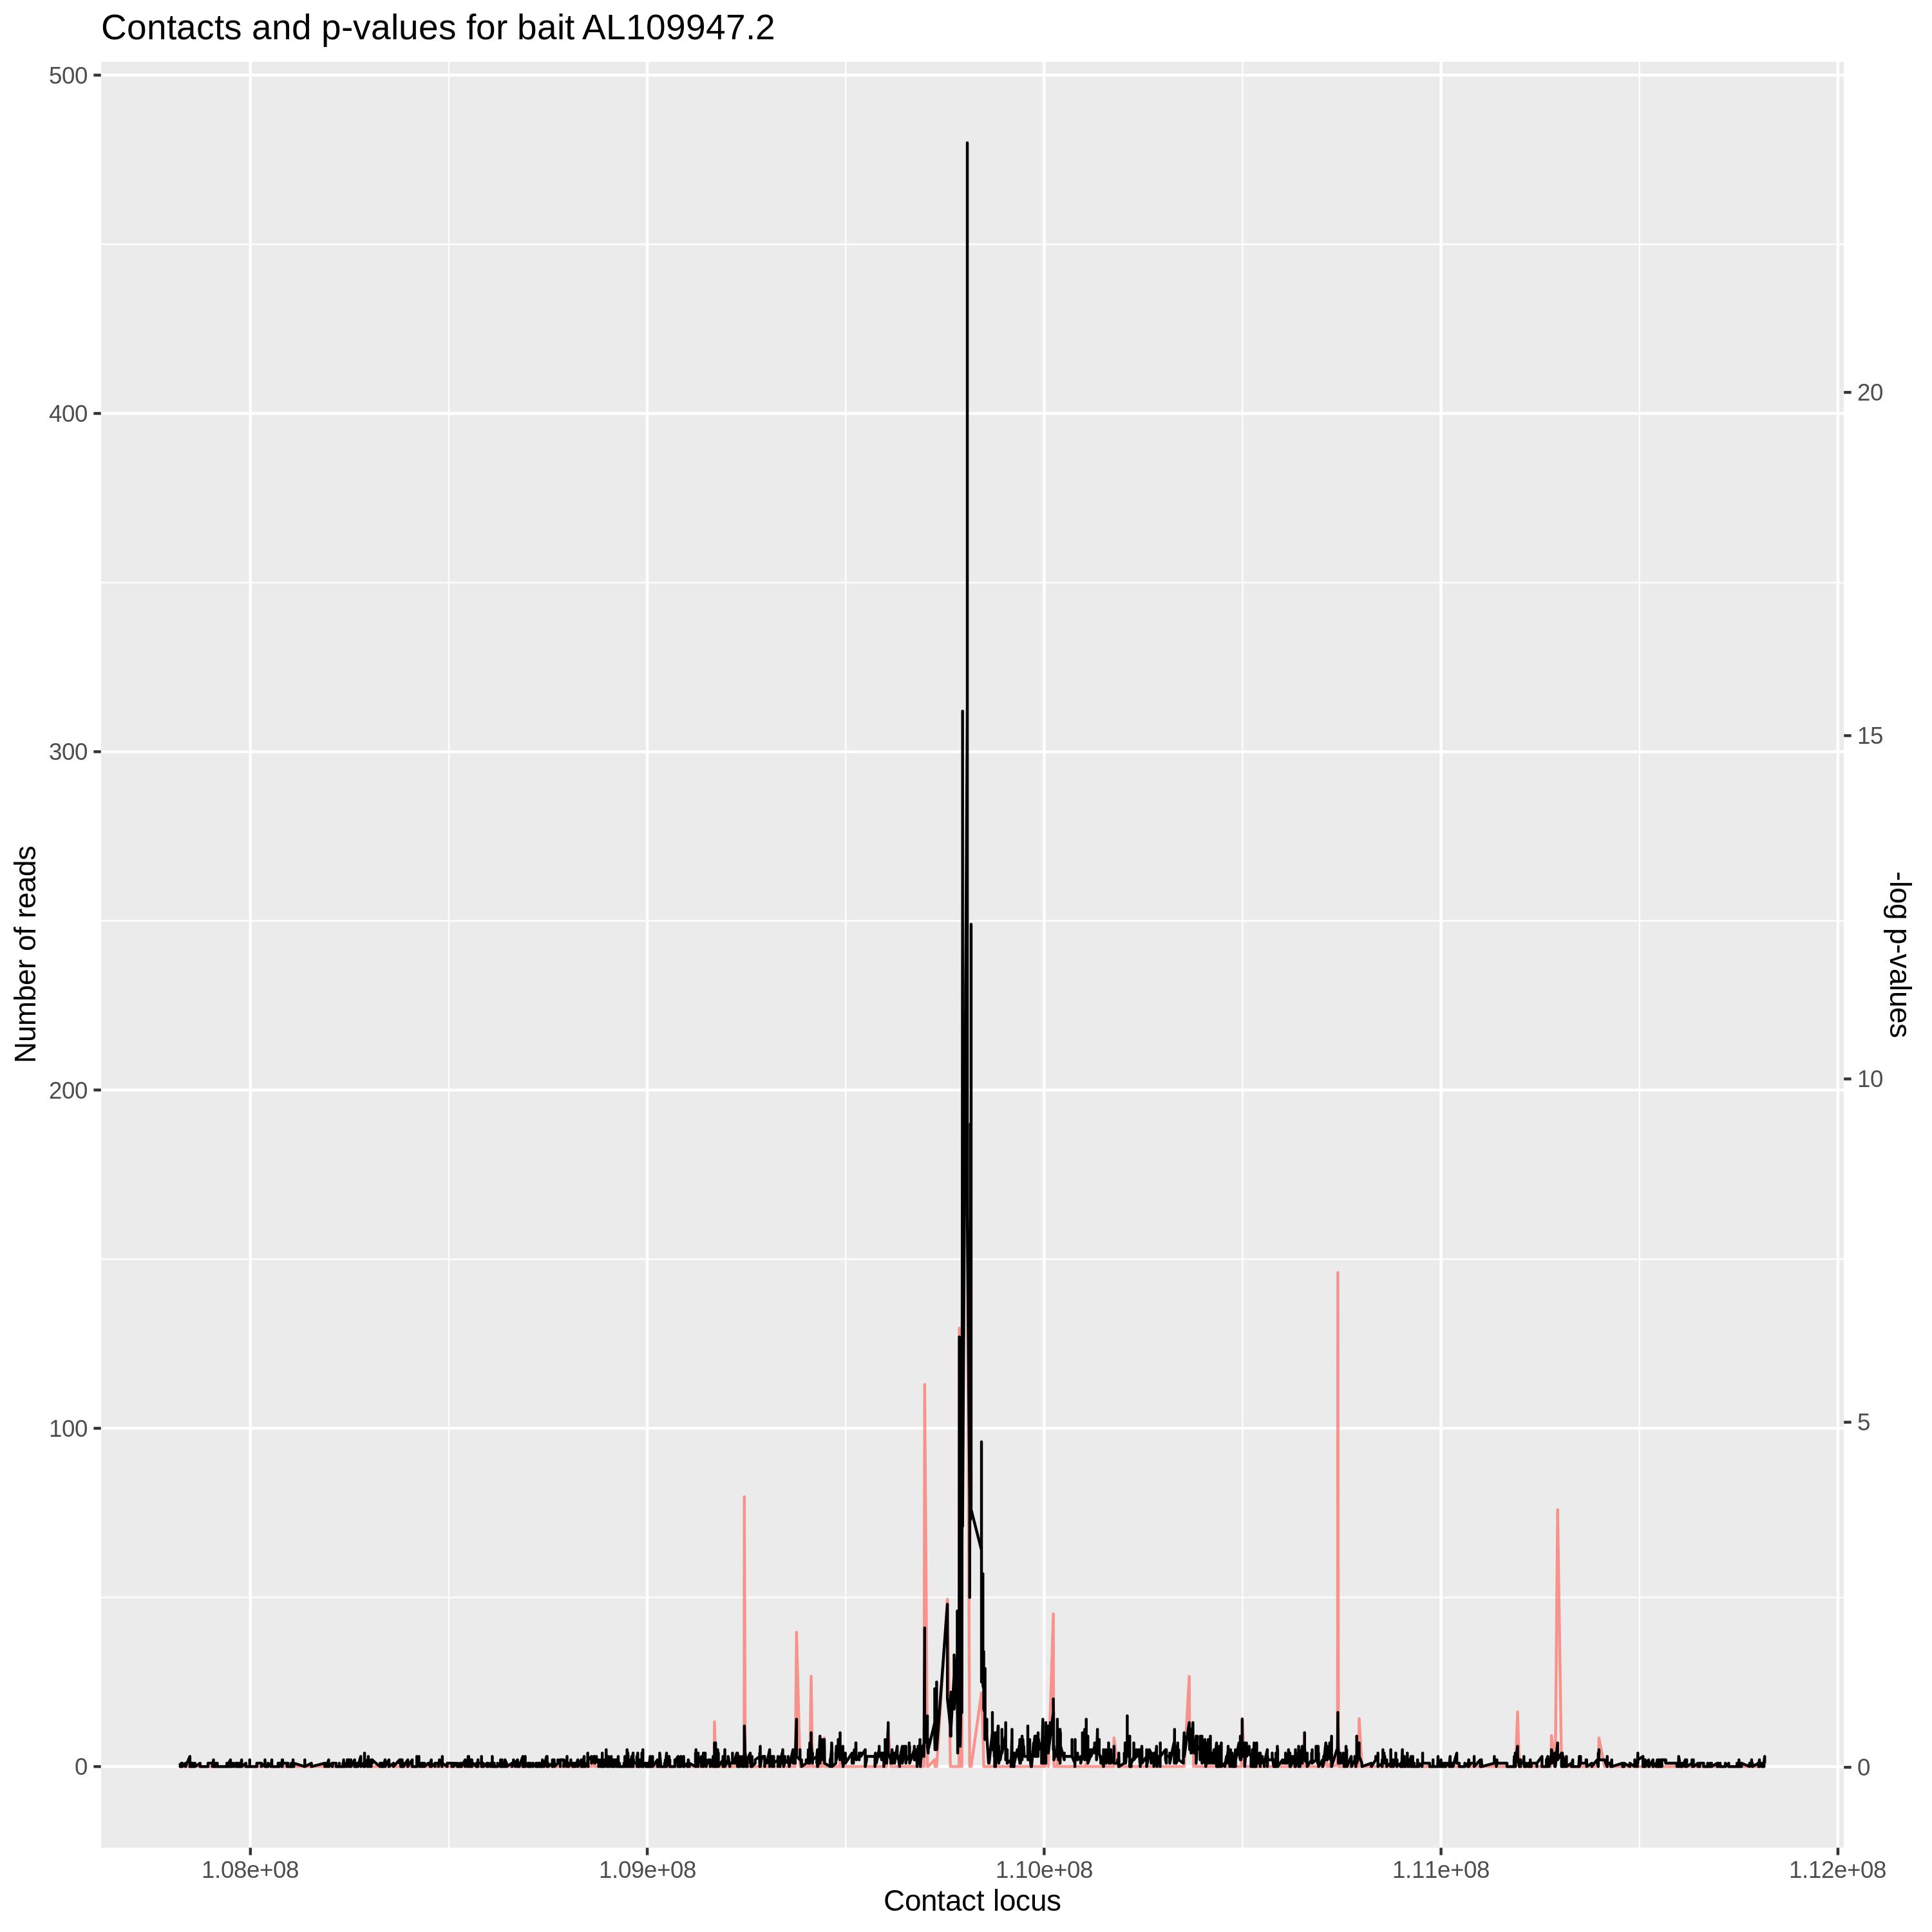 Contacts and p-values for bait AL109947.2
500
400
300
200
100
0
Number of reads
20
15
10
5
0
-log p-values
1.08e+08
1.09e+08
1.10e+08
1.11e+08
1.12e+08
Contact locus